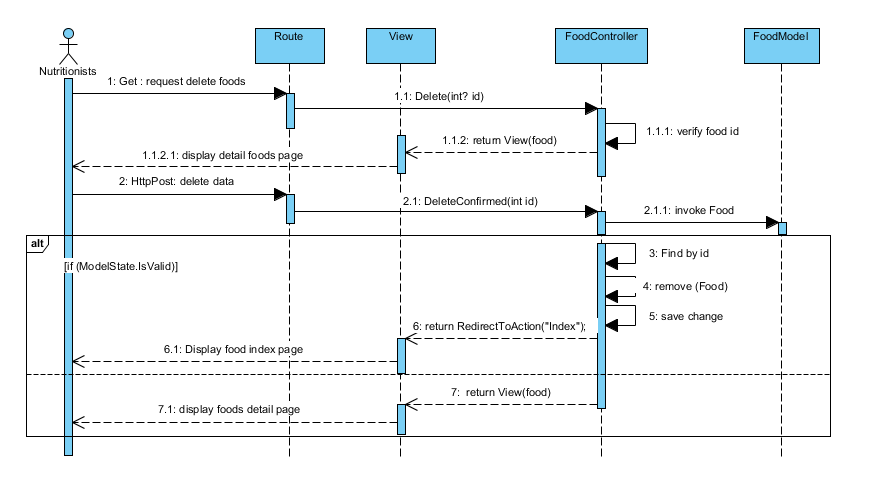 Route
View
FoodController
FoodModel
Nutritionists
1: Get : request delete foods
1.1: Delete(int? id)
1.1.1: verify food id
1.1.2: return View(food)
1.1.2.1: display detail foods page
2: HttpPost: delete data
2.1: DeleteConfirmed(int id)
2.1.1: invoke Food
alt
[if (ModelState.IsValid)]
3: Find by id
4: remove (Food)
5: save change
6: return RedirectToAction("Index");
6.1: Display food index page
7: return View(food)
7.1: display foods detail page